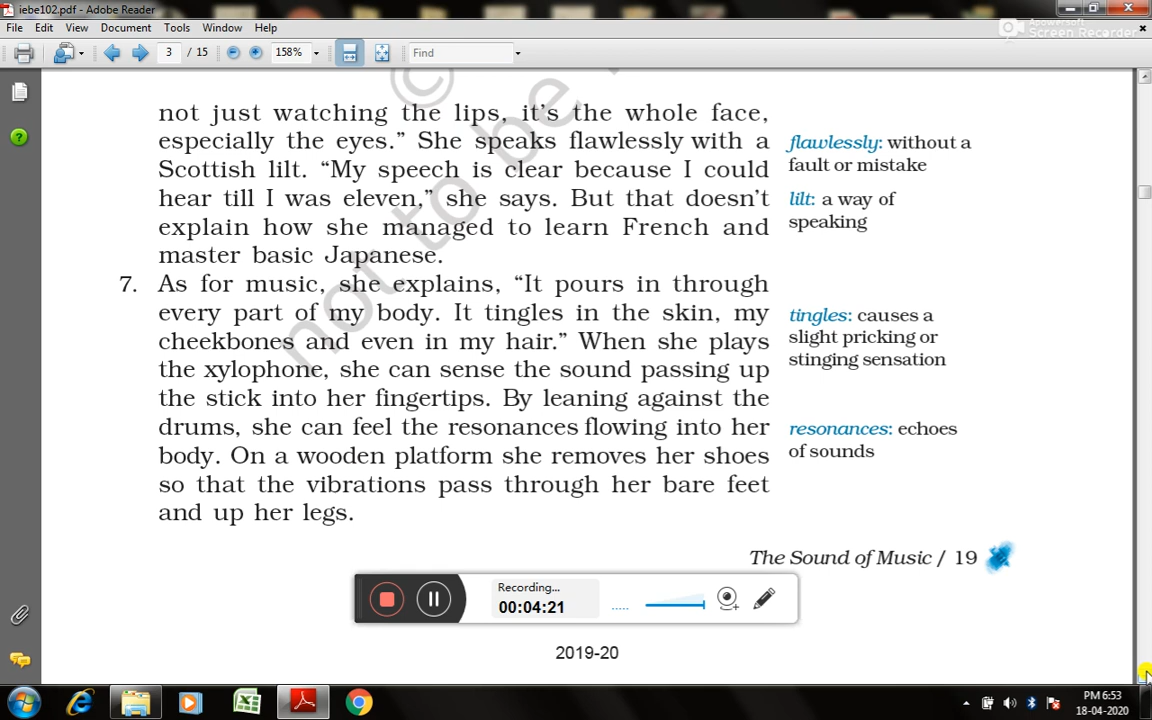 iebe102.pdf - Adobe Reader
File Edit View Document Tools Window Help
Apowersoft
Screen Recorder
3 / 15 158% Find
©
not to be
not just watching the lips, it's the whole face,
especially the eyes.” She speaks flawlessly with a
Scottish lilt. “My speech is clear because I could
hear till I was eleven,” she says. But that doesn't
explain how she managed to learn French and
master basic Japanese.
flawlessly: without a
fault or mistake
lilt: a way of
speaking
7. As for music, she explains, “It pours in through
every part of my body. It tingles in the skin, my
cheekbones and even in my hair.” When she plays
the xylophone, she can sense the sound passing up
the stick into her fingertips. By leaning against the
drums, she can feel the resonances flowing into her
body. On a wooden platform she removes her shoes
so that the vibrations pass through her bare feet
and up her legs.
tingles: causes a
slight pricking or
stinging sensation
resonances: echoes
of sounds
The Sound of Music / 19
Recording...
00:04:21
2019-20
PM 6:53
18-04-2020